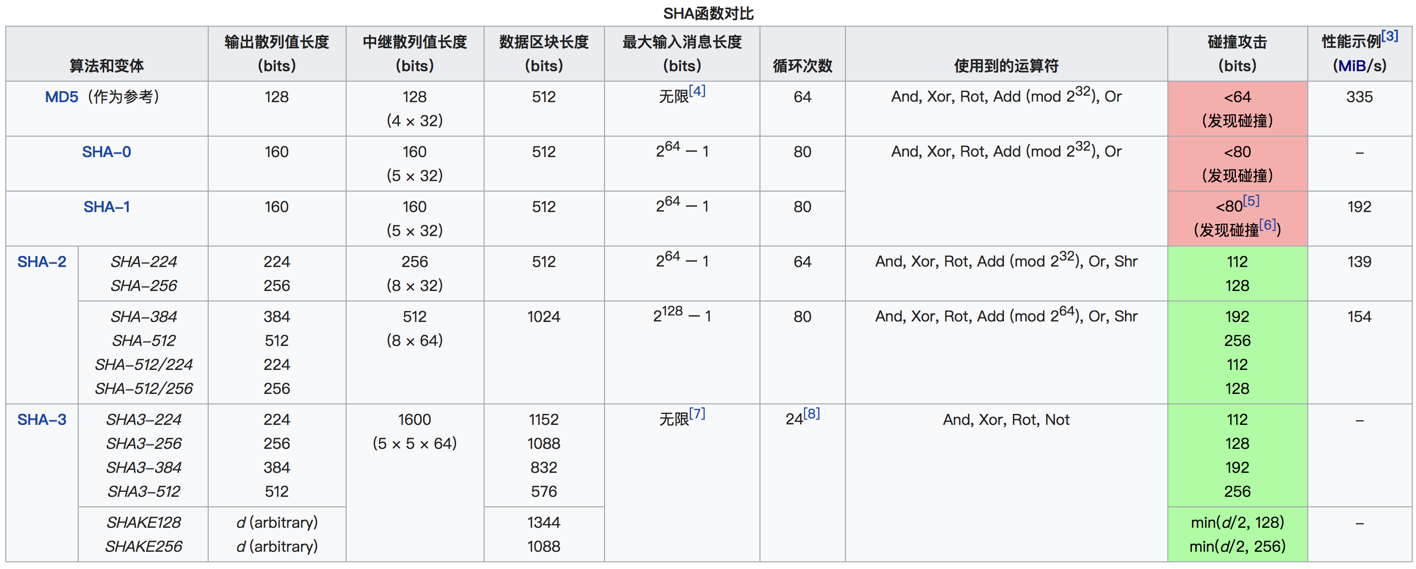 SHA函数对比
算法和变体 输出散列值长度 (bits) 中继散列值长度 (bits) 数据区块长度 (bits) 最大输入消息长度 (bits) 循环次数 使用到的运算符 碰撞攻击 (bits) 性能示例[3] (MiB/s)
MD5（作为参考） 128 128 512 无限[4] 64 And, Xor, Rot, Add (mod 2^32), Or <64 335
(4 × 32) (发现碰撞)
SHA-0 160 160 512 2^64 − 1 80 And, Xor, Rot, Add (mod 2^32), Or <80 –
(5 × 32) (发现碰撞)
SHA-1 160 160 512 2^64 − 1 80 <80[5] 192
(5 × 32) (发现碰撞[6])
SHA-2 SHA-224 224 256 512 2^64 − 1 64 And, Xor, Rot, Add (mod 2^32), Or, Shr 112 139
SHA-256 256 (8 × 32) 128
SHA-384 384 512 1024 2^128 − 1 80 And, Xor, Rot, Add (mod 2^64), Or, Shr 192 154
SHA-512 512 (8 × 64) 256
SHA-512/224 224 112
SHA-512/256 256 128
SHA-3 SHA3-224 224 1600 1152 无限[7] 24[8] And, Xor, Rot, Not 112 –
SHA3-256 256 (5 × 5 × 64) 1088 128
SHA3-384 384 832 192
SHA3-512 512 576 256
SHAKE128 d (arbitrary) 1344 min(d/2, 128) –
SHAKE256 d (arbitrary) 1088 min(d/2, 256)